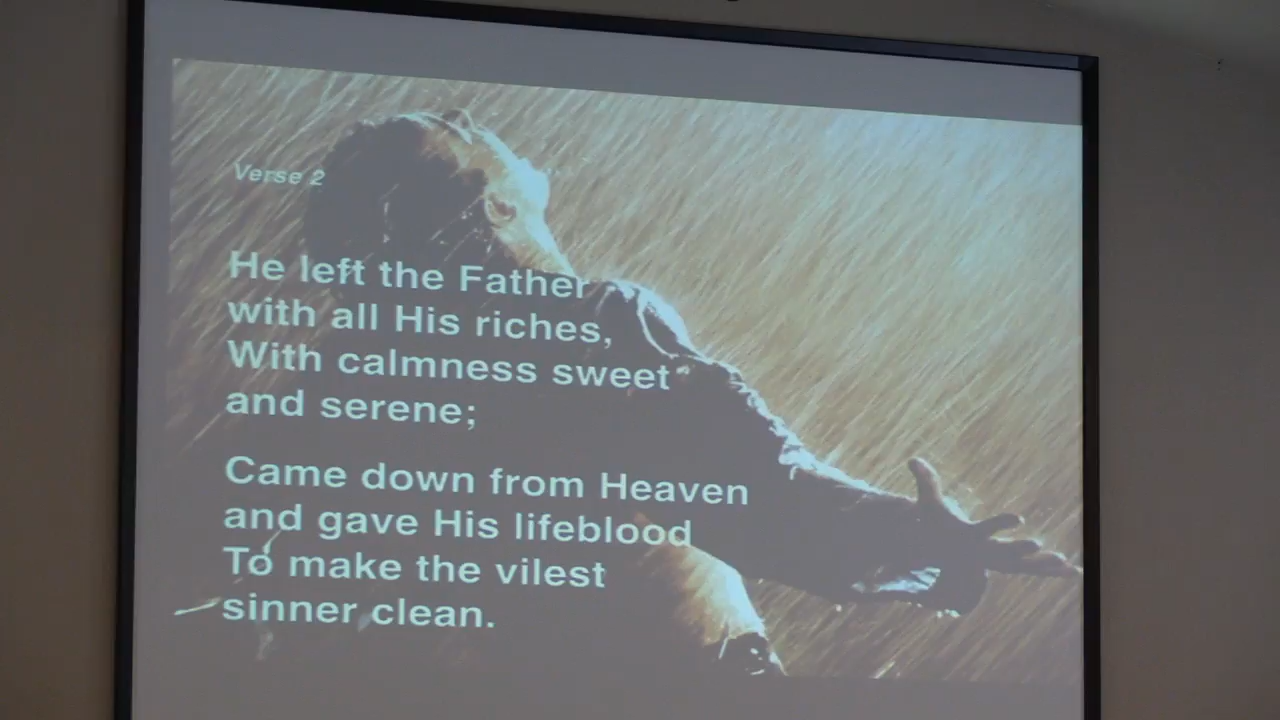 Verse 2
He left the Father
with all His riches,
With calmness sweet
and serene;
Came down from Heaven
and gave His lifeblood
To make the vilest
sinner clean.